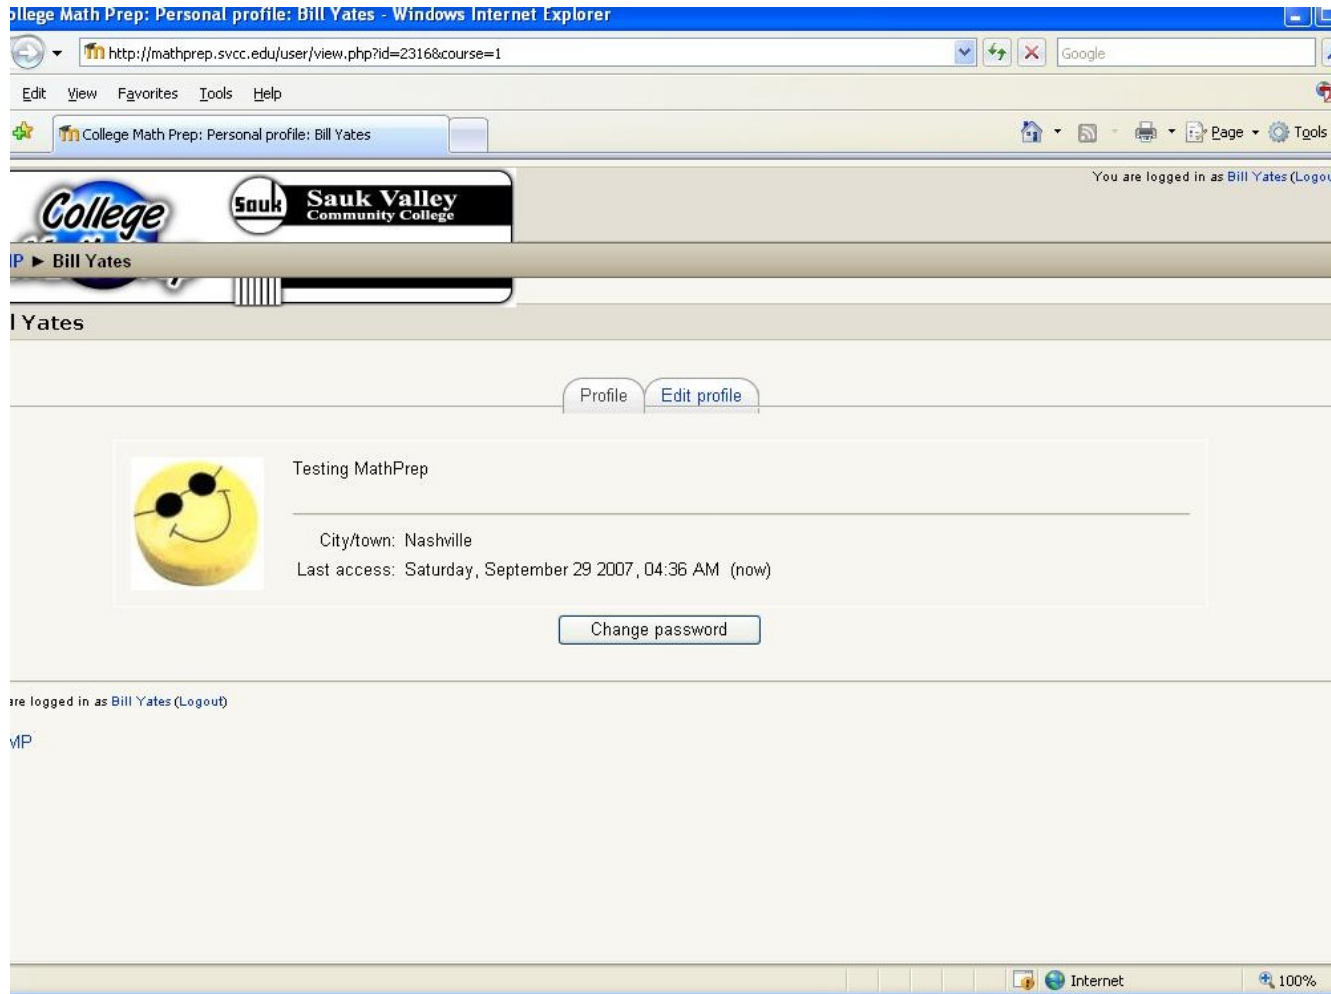 ollege Math Prep: Personal profile: Bill Yates - Windows Internet Explorer
http://mathprep.svcc.edu/user/view.php?id=2316&course=1
Google
Edit View Favorites Tools Help
College Math Prep: Personal profile: Bill Yates
Page Tools
You are logged in as Bill Yates (Logou
College
Sauk Sauk Valley
Community College
MP ► Bill Yates
ll Yates
Profile Edit profile
Testing MathPrep
City/town: Nashville
Last access: Saturday, September 29 2007, 04:36 AM (now)
Change password
are logged in as Bill Yates (Logout)
MP
Internet 100%